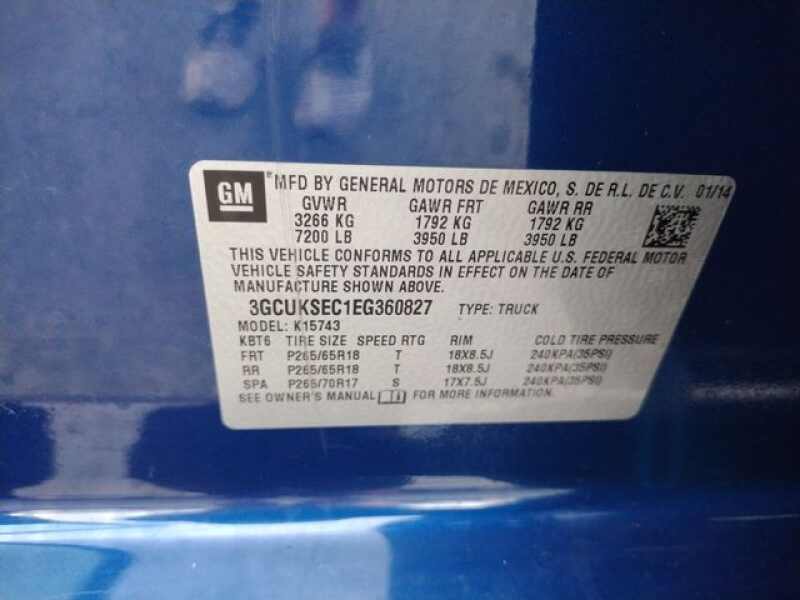 GM
*MFD BY GENERAL MOTORS DE MEXICO, S. DE R.L. DE C.V. 01/14
GVWR GAWR FRT GAWR RR
3266 KG 1792 KG 1792 KG
7200 LB 3950 LB 3950 LB
THIS VEHICLE CONFORMS TO ALL APPLICABLE U.S. FEDERAL MOTOR
VEHICLE SAFETY STANDARDS IN EFFECT ON THE DATE OF
MANUFACTURE SHOWN ABOVE.
3GCUKSEC1EG360827 TYPE: TRUCK
MODEL: K15743
KBT6 TIRE SIZE SPEED RTG RIM COLD TIRE PRESSURE
FRT P265/65R18 T 18X8.5J 240KPA(35PSI)
RR P265/65R18 T 18X8.5J 240KPA(35PSI)
SPA P265/70R17 S 17X7.5J 240KPA(35PSI)
SEE OWNER'S MANUAL FOR MORE INFORMATION.